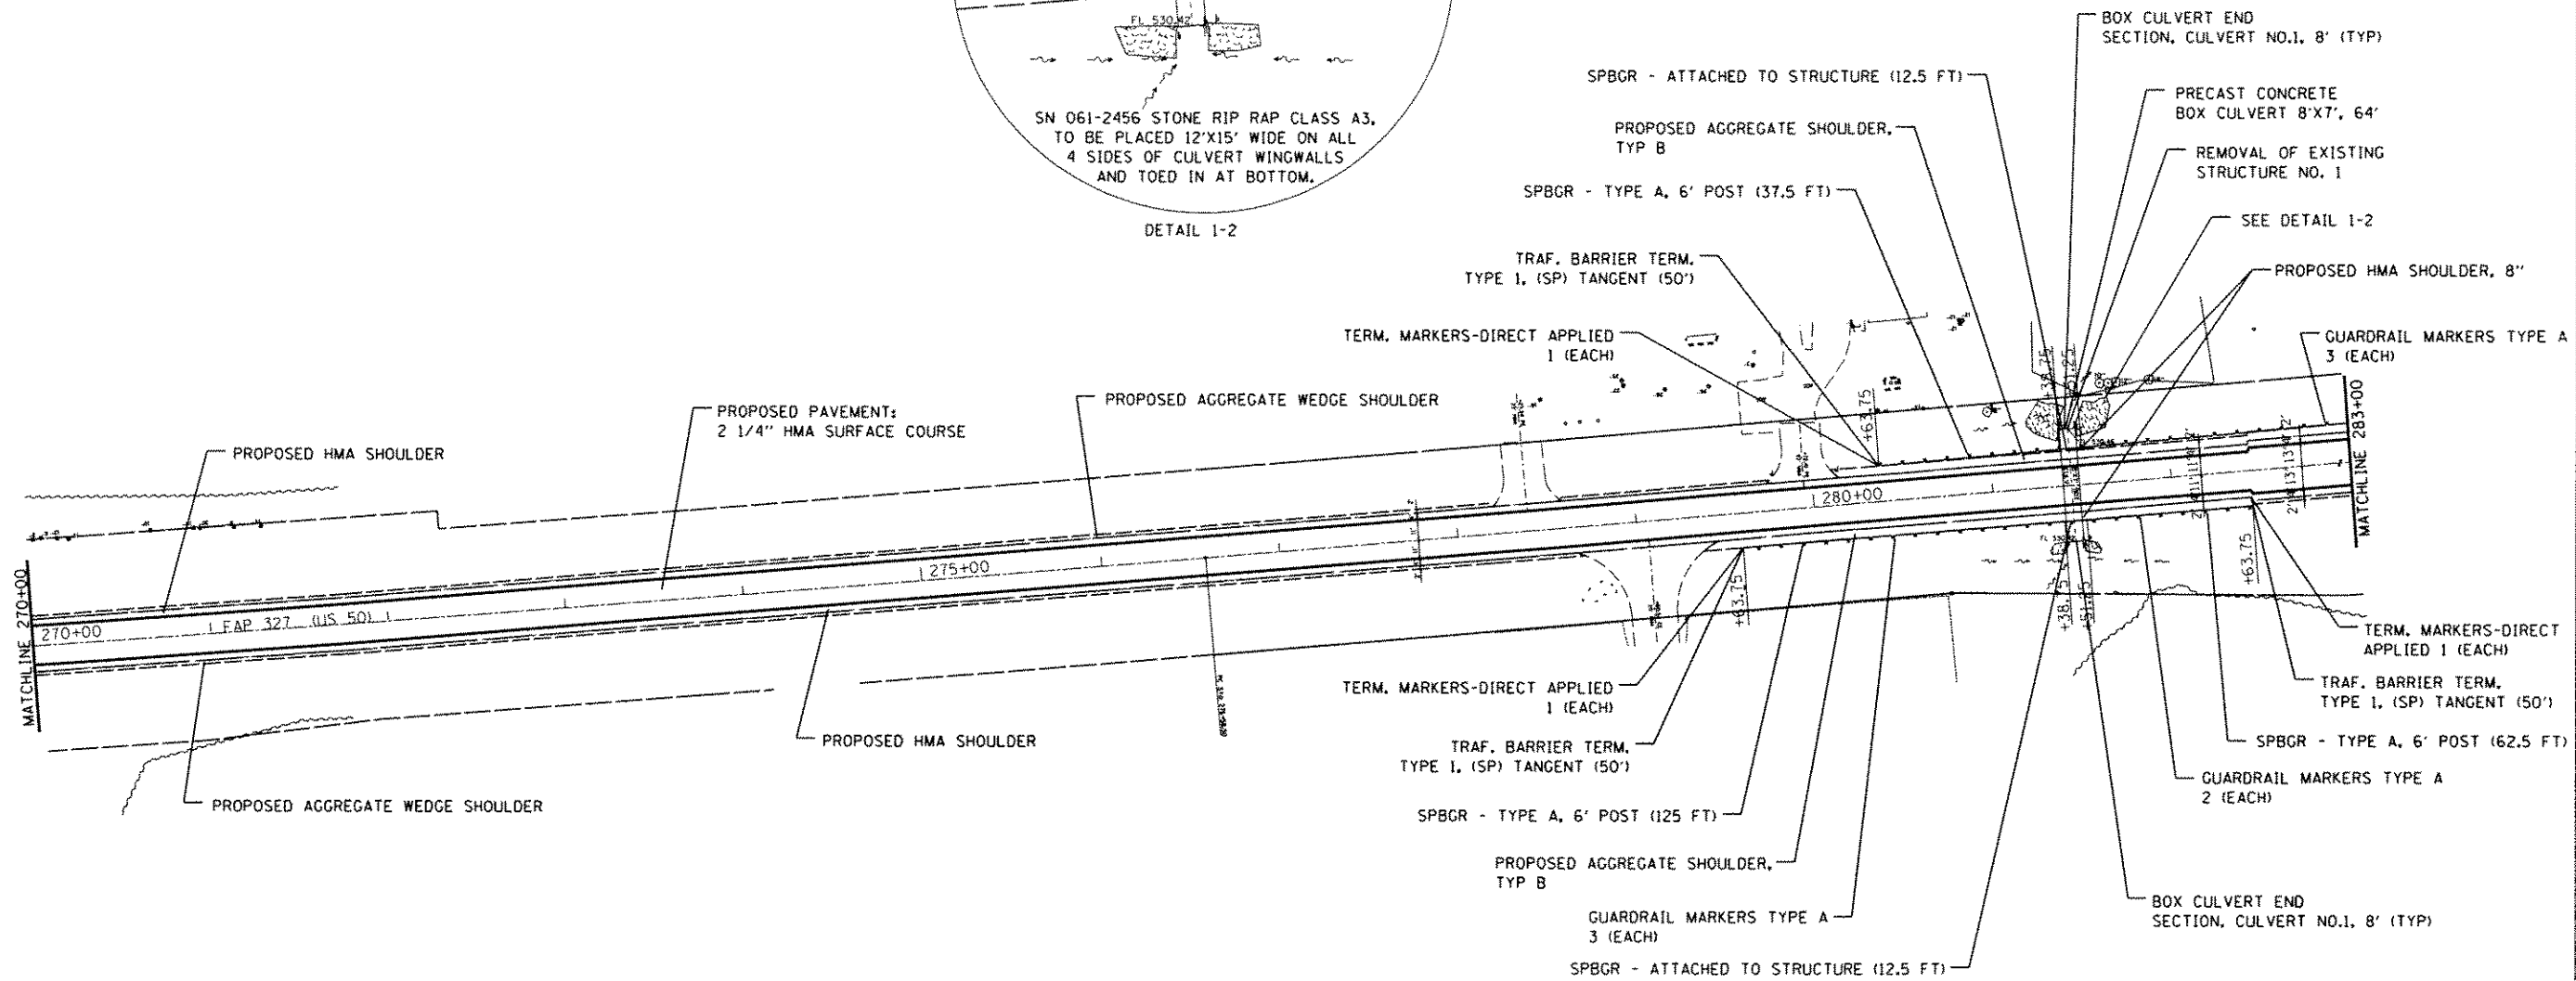 FL 530.42'
SN 061-2456 STONE RIP RAP CLASS A3,
TO BE PLACED 12'X15' WIDE ON ALL
4 SIDES OF CULVERT WINGWALLS
AND TOED IN AT BOTTOM.
DETAIL 1-2
BOX CULVERT END
SECTION, CULVERT NO.1, 8' (TYP)
SPBGR - ATTACHED TO STRUCTURE (12.5 FT)
PRECAST CONCRETE
BOX CULVERT 8'X7', 64'
PROPOSED AGGREGATE SHOULDER,
TYP B
REMOVAL OF EXISTING
STRUCTURE NO. 1
SPBGR - TYPE A, 6' POST (37.5 FT)
SEE DETAIL 1-2
TRAF. BARRIER TERM.
TYPE 1, (SP) TANGENT (50')
PROPOSED HMA SHOULDER, 8"
TERM. MARKERS-DIRECT APPLIED
1 (EACH)
GUARDRAIL MARKERS TYPE A
3 (EACH)
PROPOSED AGGREGATE WEDGE SHOULDER
PROPOSED PAVEMENT:
2 1/4" HMA SURFACE COURSE
PROPOSED HMA SHOULDER
+63.75
+38.75
+51.25
MATCHLINE 283+00
280+00
275+00
270+00
FAP 327 (US 50)
MATCHLINE 270+00
+63.75
+38.75
+51.25
+63.75
TERM. MARKERS-DIRECT
APPLIED 1 (EACH)
TERM. MARKERS-DIRECT APPLIED
1 (EACH)
TRAF. BARRIER TERM.
TYPE 1, (SP) TANGENT (50')
PROPOSED HMA SHOULDER
TRAF. BARRIER TERM.
TYPE 1, (SP) TANGENT (50')
SPBGR - TYPE A, 6' POST (62.5 FT)
GUARDRAIL MARKERS TYPE A
2 (EACH)
PROPOSED AGGREGATE WEDGE SHOULDER
SPBGR - TYPE A, 6' POST (125 FT)
PROPOSED AGGREGATE SHOULDER,
TYP B
BOX CULVERT END
SECTION, CULVERT NO.1, 8' (TYP)
GUARDRAIL MARKERS TYPE A
3 (EACH)
SPBGR - ATTACHED TO STRUCTURE (12.5 FT)